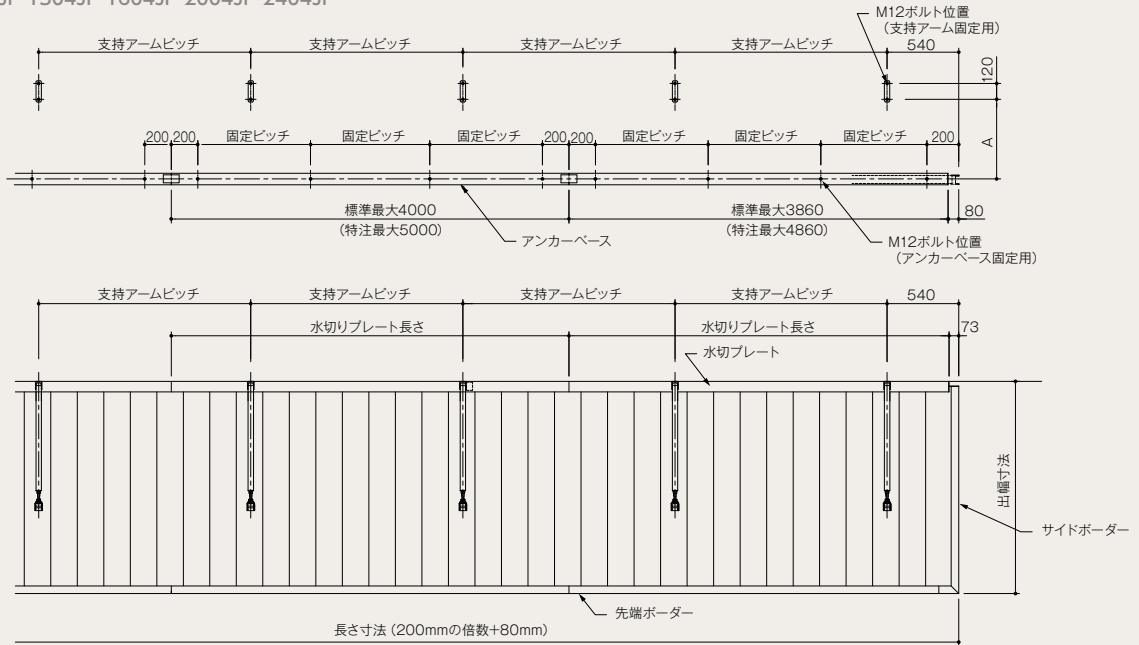 M12ボルト位置
(支持アーム固定用)
支持アームピッチ 支持アームピッチ 支持アームピッチ 支持アームピッチ 540
120
200 200 固定ピッチ 固定ピッチ 固定ピッチ 200 200 固定ピッチ 固定ピッチ 固定ピッチ 200
A
標準最大4000 標準最大3860 80
(特注最大5000) (特注最大4860)
アンカーベース
M12ボルト位置
(アンカーベース固定用)
支持アームピッチ 支持アームピッチ 支持アームピッチ 支持アームピッチ 540
水切りプレート長さ 水切りプレート長さ 73
水切プレート
出幅寸法
サイドボーダー
先端ボーダー
長さ寸法 (200mmの倍数+80mm)